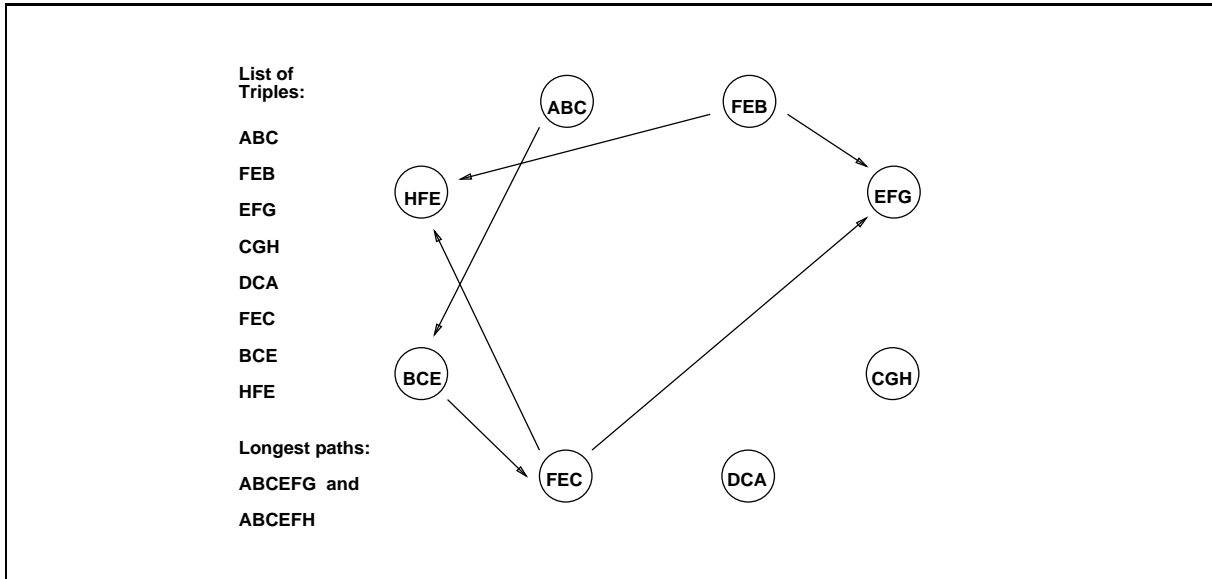 List of
Triples:
ABC
FEB
EFG
CGH
DCA
FEC
BCE
HFE
Longest paths:
ABCEFG and
ABCEFH
ABC
FEB
HFE
EFG
BCE
CGH
FEC
DCA